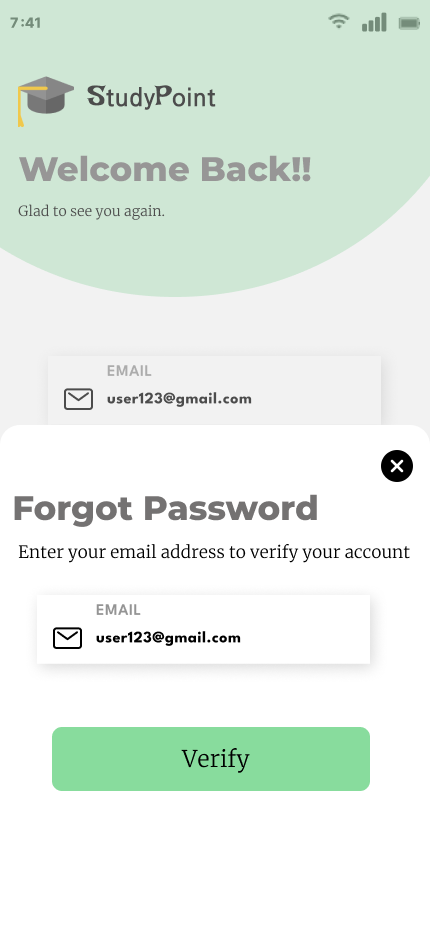 7:41
StudyPoint
Welcome Back!!
Glad to see you again.
EMAIL
user123@gmail.com
Forgot Password
Enter your email address to verify your account
EMAIL
user123@gmail.com
Verify